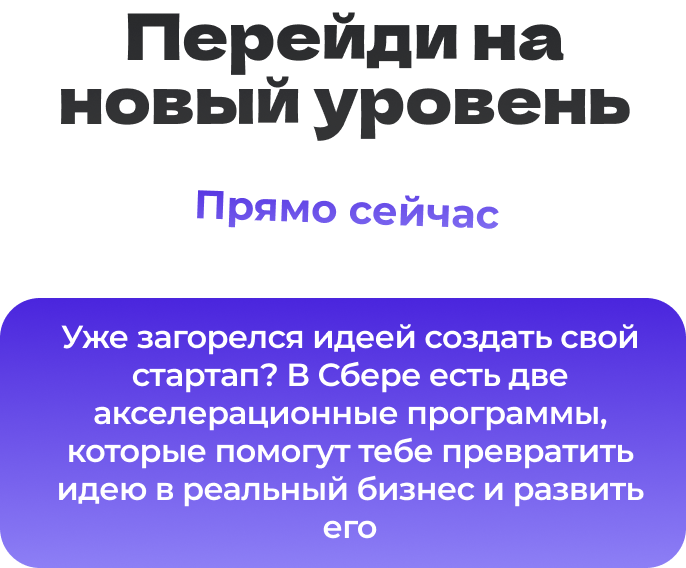 Перейди на
новый уровень
Прямо сейчас
Уже загорелся идеей создать свой
стартап? В Сбере есть две
акселерационные программы,
которые помогут тебе превратить
идею в реальный бизнес и развить
его